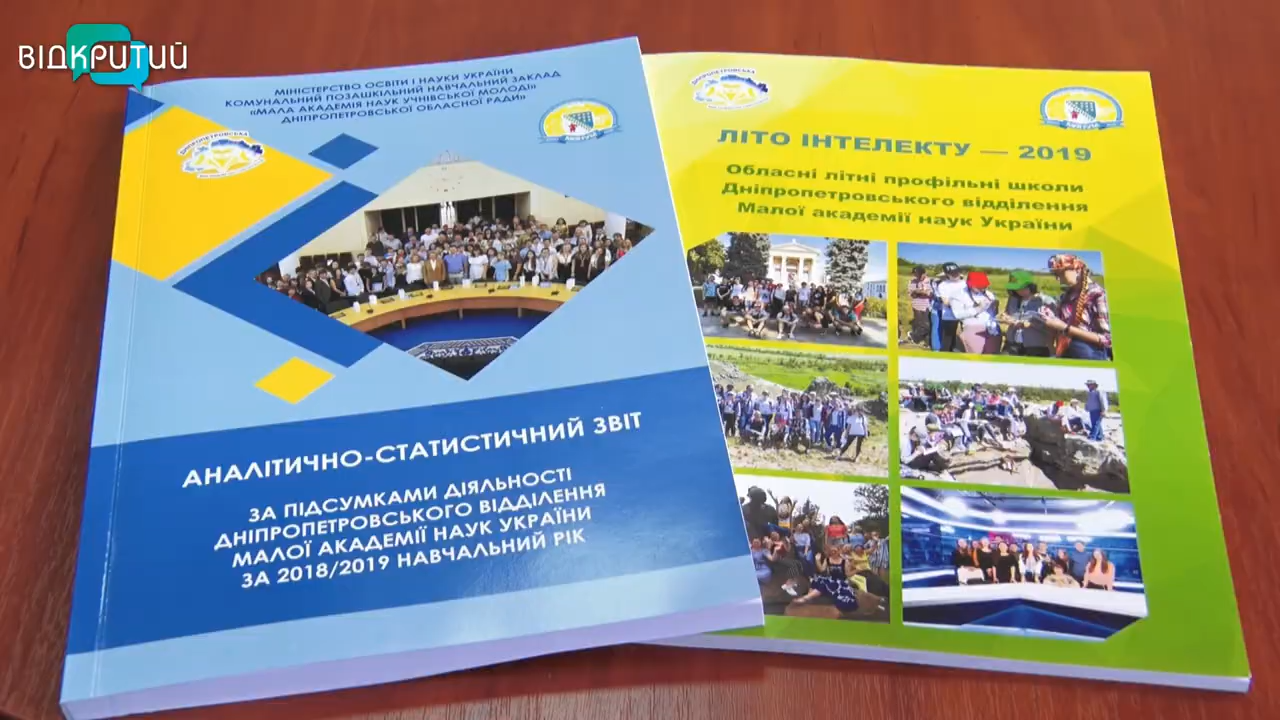 ВІДКРИТИЙ
МІНІСТЕРСТВО ОСВІТИ І НАУКИ УКРАЇНИ
КОМУНАЛЬНИЙ ПОЗАШКІЛЬНИЙ НАВЧАЛЬНИЙ ЗАКЛАД
«МАЛА АКАДЕМІЯ НАУК УЧНІВСЬКОЇ МОЛОДІ»
ДНІПРОПЕТРОВСЬКОЇ ОБЛАСНОЇ РАДИ»
ДНІПРОПЕТРОВСЬКА
АНАЛІТИЧНО-СТАТИСТИЧНИЙ ЗВІТ
ЗА ПІДСУМКАМИ ДІЯЛЬНОСТІ
ДНІПРОПЕТРОВСЬКОГО ВІДДІЛЕННЯ
МАЛОЇ АКАДЕМІЇ НАУК УКРАЇНИ
ЗА 2018/2019 НАВЧАЛЬНИЙ РІК
ДНІПРОПЕТРОВСЬКА
ЛІТО ІНТЕЛЕКТУ — 2019
Обласні літні профільні школи
Дніпропетровського відділення
Малої академії наук України